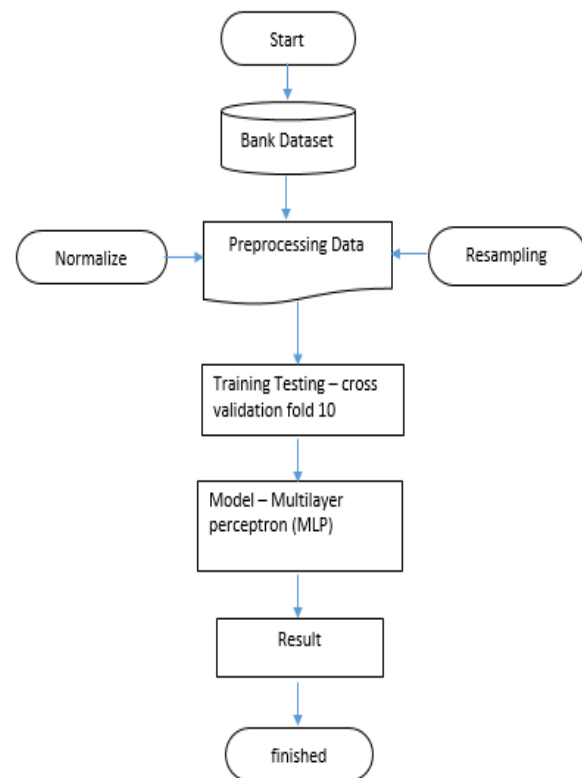 Start
Bank Dataset
Preprocessing Data
Normalize
Resampling
Training Testing – cross
validation fold 10
Model – Multilayer
perceptron (MLP)
Result
finished